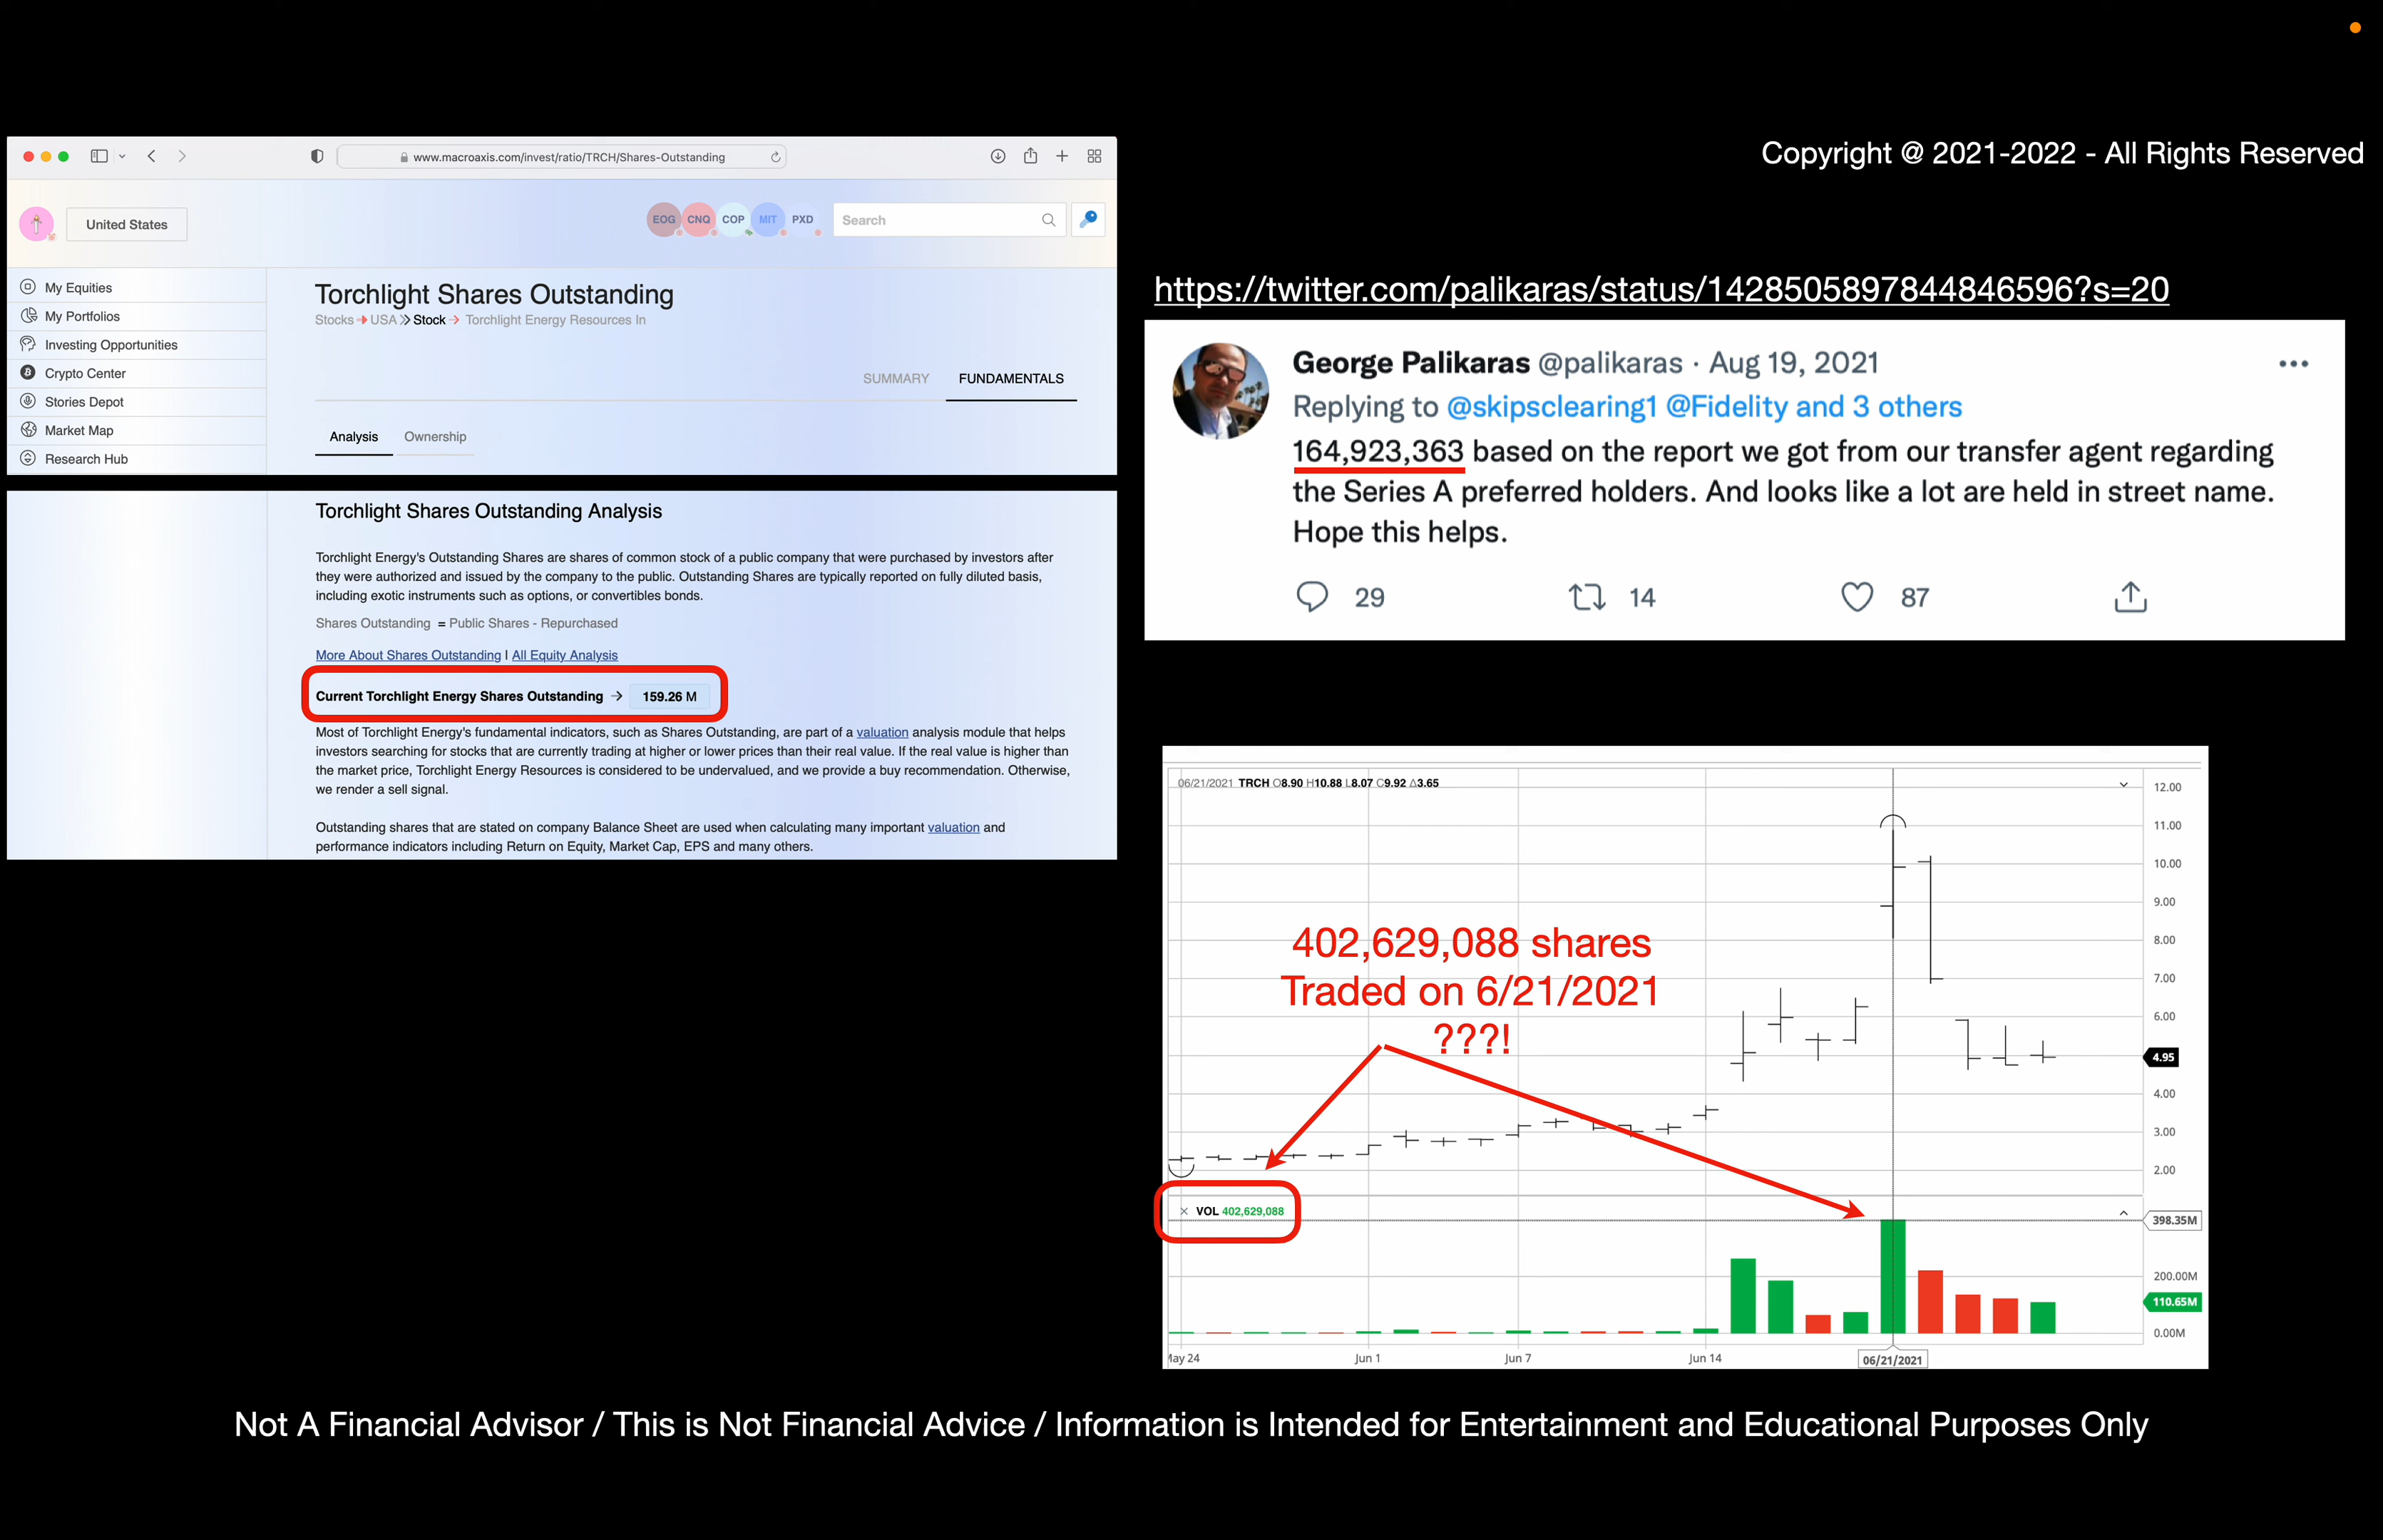 Copyright @ 2021-2022 - All Rights Reserved
www.macroaxis.com/invest/ratio/TRCH/Shares-Outstanding
United States
EOG CNQ COP MIT PXD
Search
My Equities
My Portfolios
Investing Opportunities
Crypto Center
Stories Depot
Market Map
Research Hub
Torchlight Shares Outstanding
Stocks USA Stock Torchlight Energy Resources In
SUMMARY FUNDAMENTALS
Analysis Ownership
Torchlight Shares Outstanding Analysis
Torchlight Energy's Outstanding Shares are shares of common stock of a public company that were purchased by investors after
they were authorized and issued by the company to the public. Outstanding Shares are typically reported on fully diluted basis,
including exotic instruments such as options, or convertibles bonds.
Shares Outstanding = Public Shares - Repurchased
More About Shares Outstanding | All Equity Analysis
Current Torchlight Energy Shares Outstanding → 159.26 M
Most of Torchlight Energy's fundamental indicators, such as Shares Outstanding, are part of a valuation analysis module that helps
investors searching for stocks that are currently trading at higher or lower prices than their real value. If the real value is higher than
the market price, Torchlight Energy Resources is considered to be undervalued, and we provide a buy recommendation. Otherwise,
we render a sell signal.
Outstanding shares that are stated on company Balance Sheet are used when calculating many important valuation and
performance indicators including Return on Equity, Market Cap, EPS and many others.
https://twitter.com/palikaras/status/1428505897844846596?s=20
George Palikaras @palikaras · Aug 19, 2021
Replying to @skipsclearing1 @Fidelity and 3 others
164,923,363 based on the report we got from our transfer agent regarding
the Series A preferred holders. And looks like a lot are held in street name.
Hope this helps.
29 14 87
06/21/2021 TRCH O8.90 H10.88 L8.07 C9.92 Δ3.65
12.00
11.00
10.00
9.00
8.00
7.00
6.00
4.95
4.00
3.00
2.00
402,629,088 shares
Traded on 6/21/2021
???!
VOL 402,629,088
398.35M
200.00M
110.65M
0.00M
May 24 Jun 1 Jun 7 Jun 14 06/21/2021
Not A Financial Advisor / This is Not Financial Advice / Information is Intended for Entertainment and Educational Purposes Only